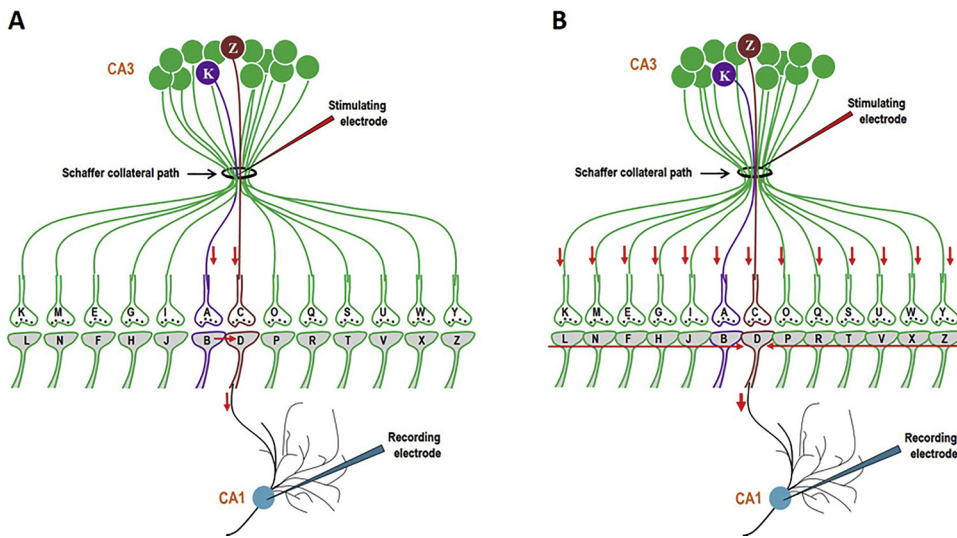 A
Z
CA3
K
Stimulating
electrode
Schaffer collateral path
K M E G I A C O Q S U W Y
L N F H J B D P R T V X Z
Recording
electrode
CA1
B
Z
CA3
K
Stimulating
electrode
Schaffer collateral path
K M E G I A C O Q S U W Y
L N F H J B D P R T V X Z
Recording
electrode
CA1